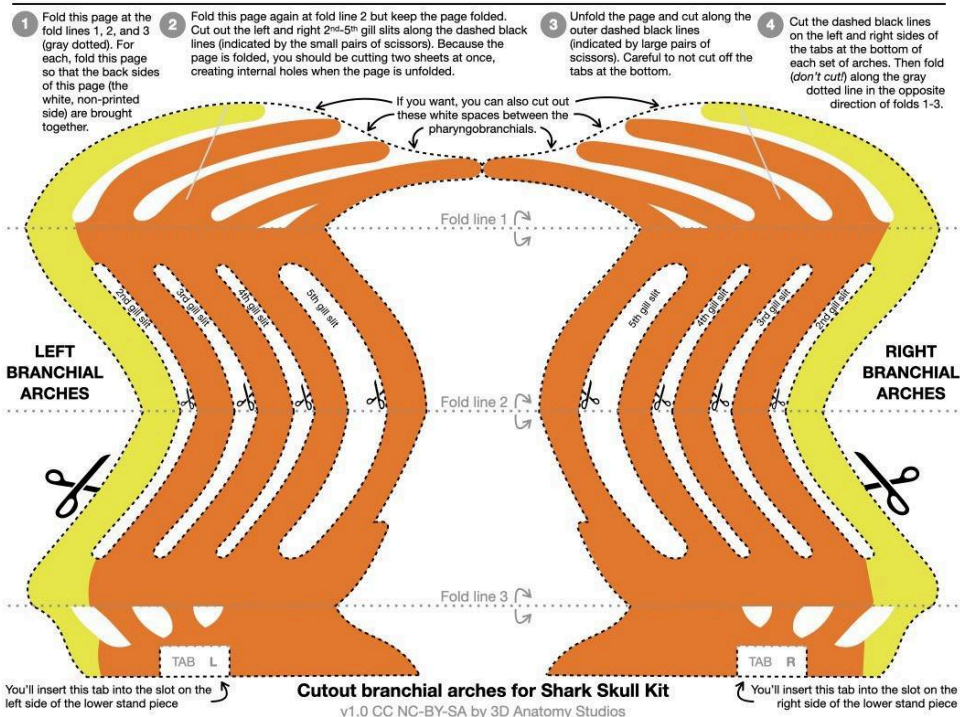 1 Fold this page at the
fold lines 1, 2, and 3
(gray dotted). For
each, fold this page
so that the back sides
of this page (the
white, non-printed
side) are brought
together.
2 Fold this page again at fold line 2 but keep the page folded.
Cut out the left and right 2nd-5th gill slits along the dashed black
lines (indicated by the small pairs of scissors). Because the
page is folded, you should be cutting two sheets at once,
creating internal holes when the page is unfolded.
3 Unfold the page and cut along the
outer dashed black lines
(indicated by large pairs of
scissors). Careful to not cut off the
tabs at the bottom.
4 Cut the dashed black lines
on the left and right sides of
the tabs at the bottom of
each set of arches. Then fold
(don't cut!) along the gray
dotted line in the opposite
direction of folds 1-3.
If you want, you can also cut out
these white spaces between the
pharyngobranchials.
Fold line 1
2nd gill slit
3rd gill slit
4th gill slit
5th gill slit
5th gill slit
4th gill slit
3rd gill slit
2nd gill slit
LEFT
BRANCHIAL
ARCHES
RIGHT
BRANCHIAL
ARCHES
Fold line 2
Fold line 3
TAB L
TAB R
You'll insert this tab into the slot on the
left side of the lower stand piece
Cutout branchial arches for Shark Skull Kit
v1.0 CC NC-BY-SA by 3D Anatomy Studios
You'll insert this tab into the slot on the
right side of the lower stand piece